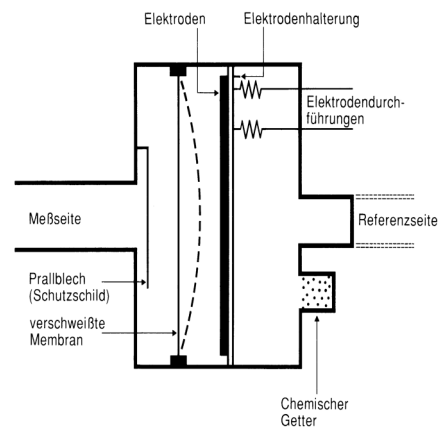 Elektroden
Elektrodenhalterung
Elektrodendurch-
führungen
Meßseite
Referenzseite
Prallblech
(Schutzschild)
verschweißte
Membran
Chemischer
Getter